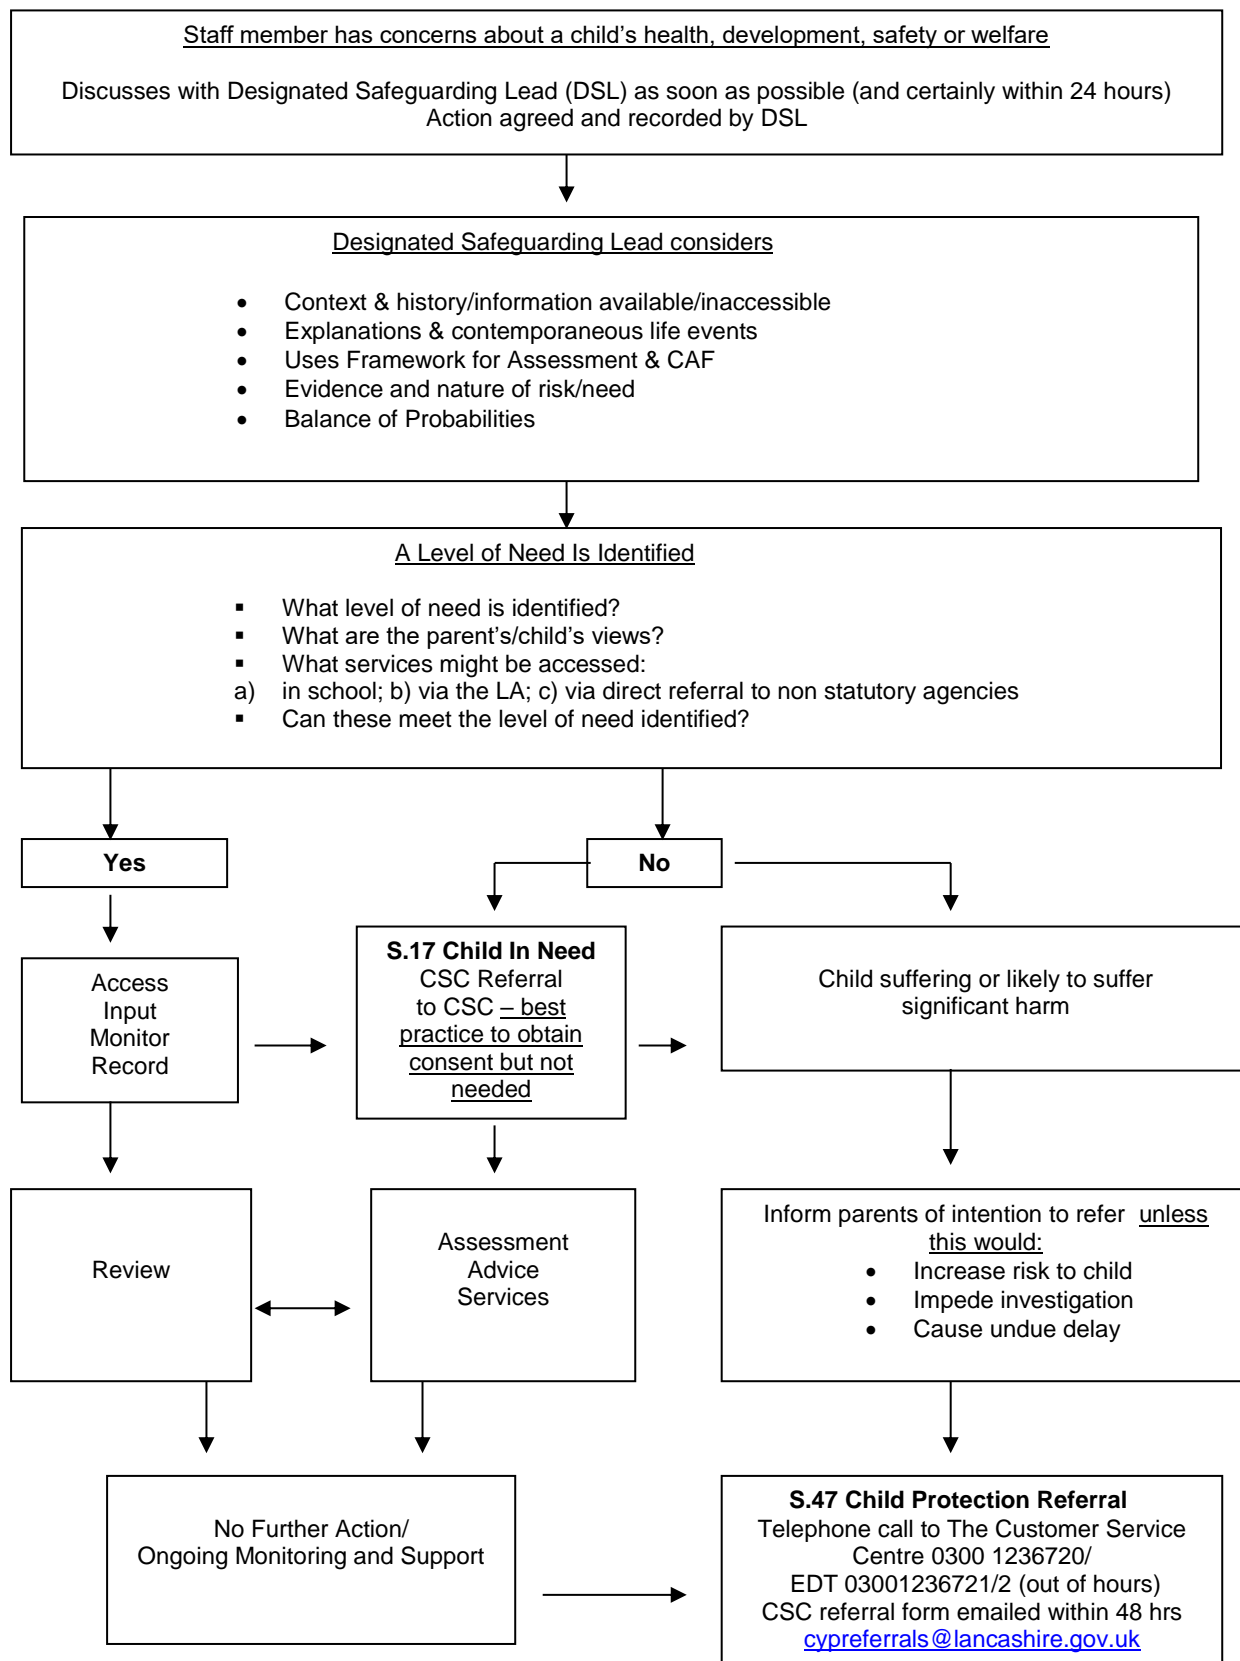 Staff member has concerns about a child's health, development, safety or welfare
Discusses with Designated Safeguarding Lead (DSL) as soon as possible (and certainly within 24 hours)
Action agreed and recorded by DSL
Designated Safeguarding Lead considers
• Context & history/information available/inaccessible
• Explanations & contemporaneous life events
• Uses Framework for Assessment & CAF
• Evidence and nature of risk/need
• Balance of Probabilities
A Level of Need Is Identified
▪ What level of need is identified?
▪ What are the parent's/child's views?
▪ What services might be accessed:
a) in school; b) via the LA; c) via direct referral to non statutory agencies
▪ Can these meet the level of need identified?
Yes
No
Access
Input
Monitor
Record
S.17 Child In Need
CSC Referral
to CSC – best
practice to obtain
consent but not
needed
Child suffering or likely to suffer
significant harm
Review
Assessment
Advice
Services
Inform parents of intention to refer unless
this would:
• Increase risk to child
• Impede investigation
• Cause undue delay
No Further Action/
Ongoing Monitoring and Support
S.47 Child Protection Referral
Telephone call to The Customer Service
Centre 0300 1236720/
EDT 03001236721/2 (out of hours)
CSC referral form emailed within 48 hrs
cypreferrals@lancashire.gov.uk